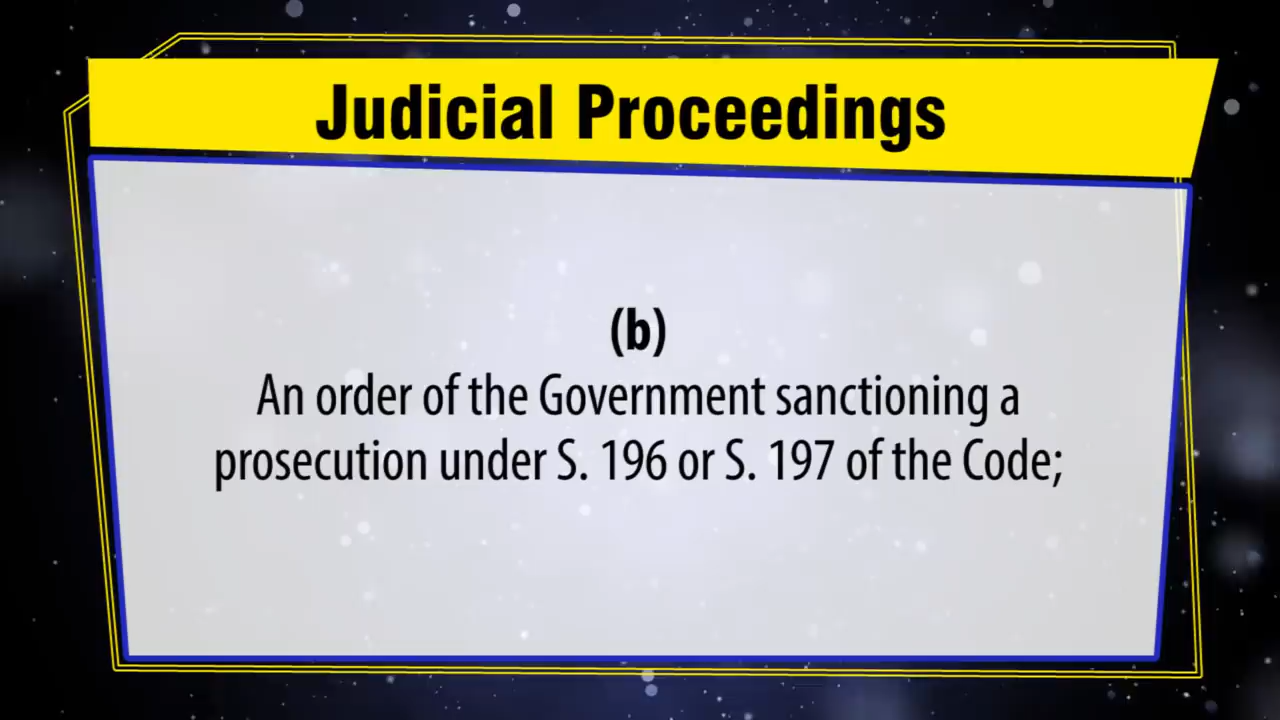 Judicial Proceedings
(b)
An order of the Government sanctioning a
prosecution under S. 196 or S. 197 of the Code;